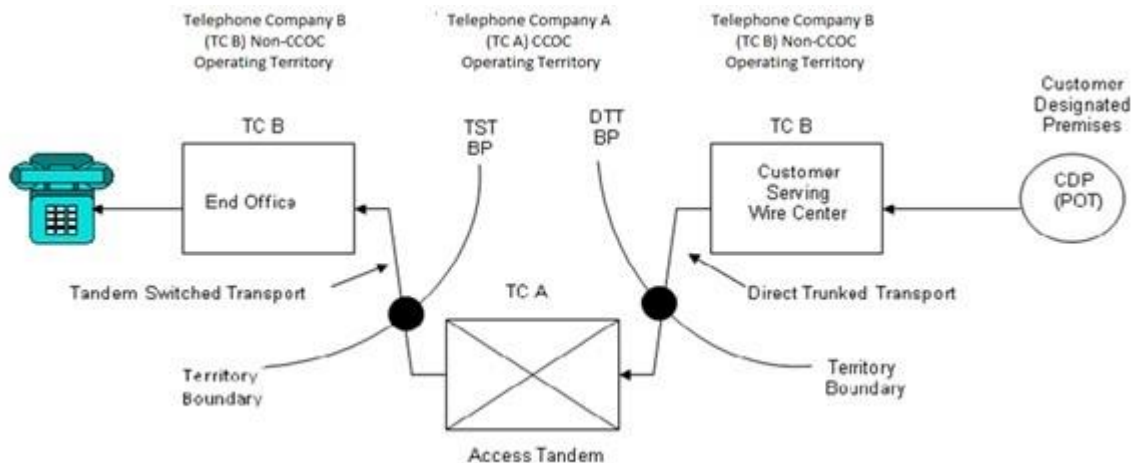 Telephone Company B
(TC B) Non-CCOC
Operating Territory
Telephone Company A
(TC A) CCOC
Operating Territory
Telephone Company B
(TC B) Non-CCOC
Operating Territory
Customer
Designated
Premises
TC B
TST
BP
DTT
BP
TC B
End Office
Customer
Serving
Wire Center
CDP
(POT)
Tandem Switched Transport
TC A
Direct Trunked Transport
Territory
Boundary
Territory
Boundary
Access Tandem